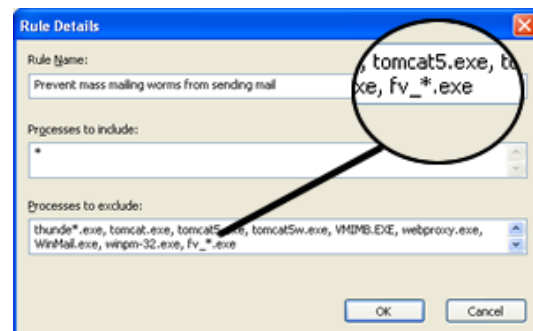 Rule Details
Rule Name:
Prevent mass mailing worms from sending mail
, tomcat5.exe, t
xe, fv_*.exe
Processes to include:
*
Processes to exclude:
thunde*.exe, tomcat.exe, tomcat5.exe, tomcat5w.exe, VMIMB.EXE, webproxy.exe,
WinMail.exe, winpm-32.exe, fv_*.exe
OK
Cancel